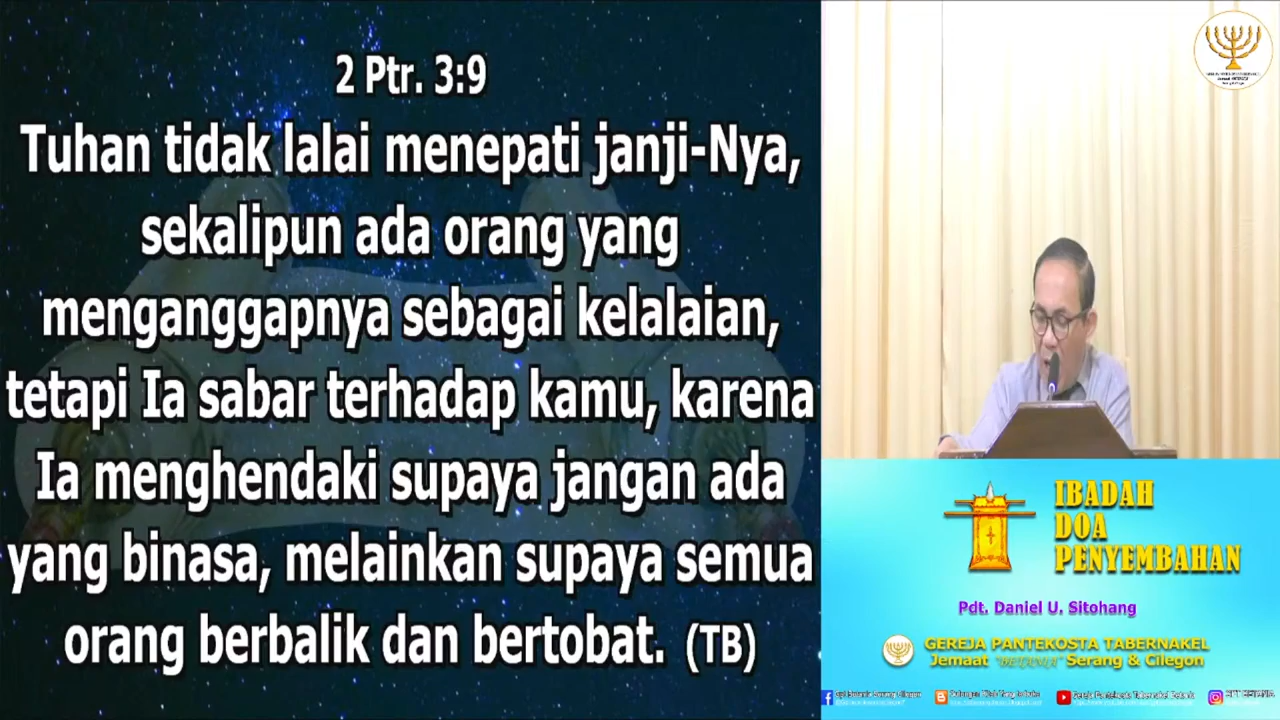 2 Ptr. 3:9
Tuhan tidak lalai menepati janji-Nya,
sekalipun ada orang yang
menganggapnya sebagai kelalaian,
tetapi Ia sabar terhadap kamu, karena
Ia menghendaki supaya jangan ada
yang binasa, melainkan supaya semua
orang berbalik dan bertobat. (TB)
IBADAH
DOA
PENYEMBAHAN
Pdt. Daniel U. Sitohang
GEREJA PANTEKOSTA TABERNAKEL
Jemaat "BETANIA" Serang & Cilegon